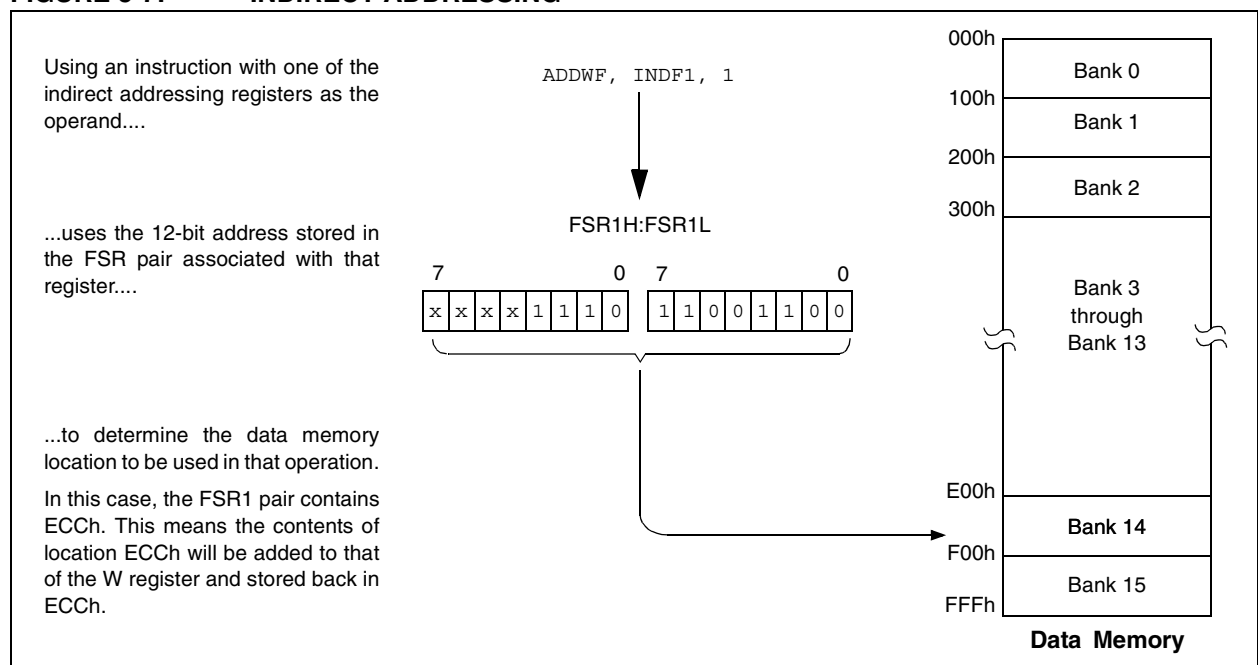 Using an instruction with one of the
indirect addressing registers as the
operand....
...uses the 12-bit address stored in
the FSR pair associated with that
register....
...to determine the data memory
location to be used in that operation.
In this case, the FSR1 pair contains
ECCh. This means the contents of
location ECCh will be added to that
of the W register and stored back in
ECCh.
ADDWF, INDF1, 1
FSR1H:FSR1L
7 0 7 0
x x x x 1 1 1 0 1 1 0 0 1 1 0 0
000h
Bank 0
100h
Bank 1
200h
Bank 2
300h
Bank 3
through
Bank 13
E00h
Bank 14
F00h
Bank 15
FFFh
Data Memory